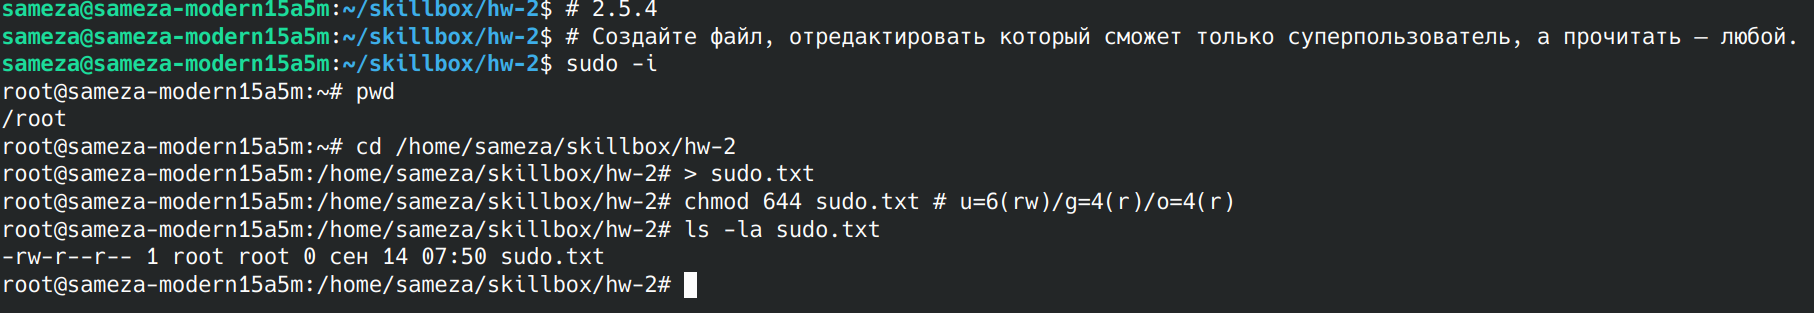 sameza@sameza-modern15a5m:~/skillbox/hw-2$ # 2.5.4
sameza@sameza-modern15a5m:~/skillbox/hw-2$ # Создайте файл, отредактировать который сможет только суперпользователь, а прочитать — любой.
sameza@sameza-modern15a5m:~/skillbox/hw-2$ sudo -i
root@sameza-modern15a5m:~# pwd
/root
root@sameza-modern15a5m:~# cd /home/sameza/skillbox/hw-2
root@sameza-modern15a5m:/home/sameza/skillbox/hw-2# > sudo.txt
root@sameza-modern15a5m:/home/sameza/skillbox/hw-2# chmod 644 sudo.txt # u=6(rw)/g=4(r)/o=4(r)
root@sameza-modern15a5m:/home/sameza/skillbox/hw-2# ls -la sudo.txt
-rw-r--r-- 1 root root 0 сен 14 07:50 sudo.txt
root@sameza-modern15a5m:/home/sameza/skillbox/hw-2#